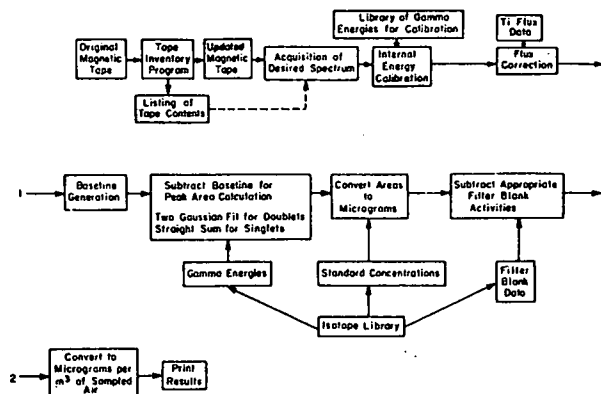 Library of Gamma
Energies for Calibration
Ti Flux
Data
Original
Magnetic
Tape
Tape
Inventory
Program
Updated
Magnetic
Tape
Acquisition of
Desired Spectrum
Internal
Energy
Calibration
Flux
Correction
Listing of
Tape Contents
1
Baseline
Generation
Subtract Baseline for
Peak Area Calculation
Two Gaussian Fit for Doublets
Straight Sum for Singlets
Convert Areas
to
Micrograms
Subtract Appropriate
Filter Blank
Activities
Gamma Energies
Standard Concentrations
Filter
Blank
Data
Isotope Library
2
Convert to
Micrograms per
m³ of Sampled
Air
Print
Results